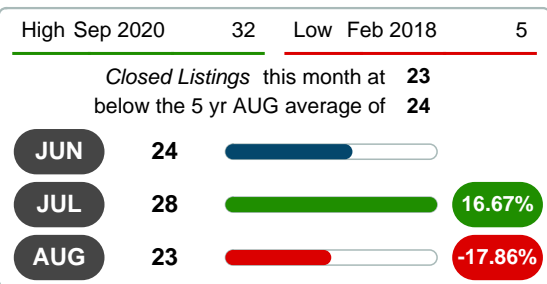 High Sep 2020 32 Low Feb 2018 5
Closed Listings this month at 23
below the 5 yr AUG average of 24
JUN 24
JUL 28 16.67%
AUG 23 -17.86%